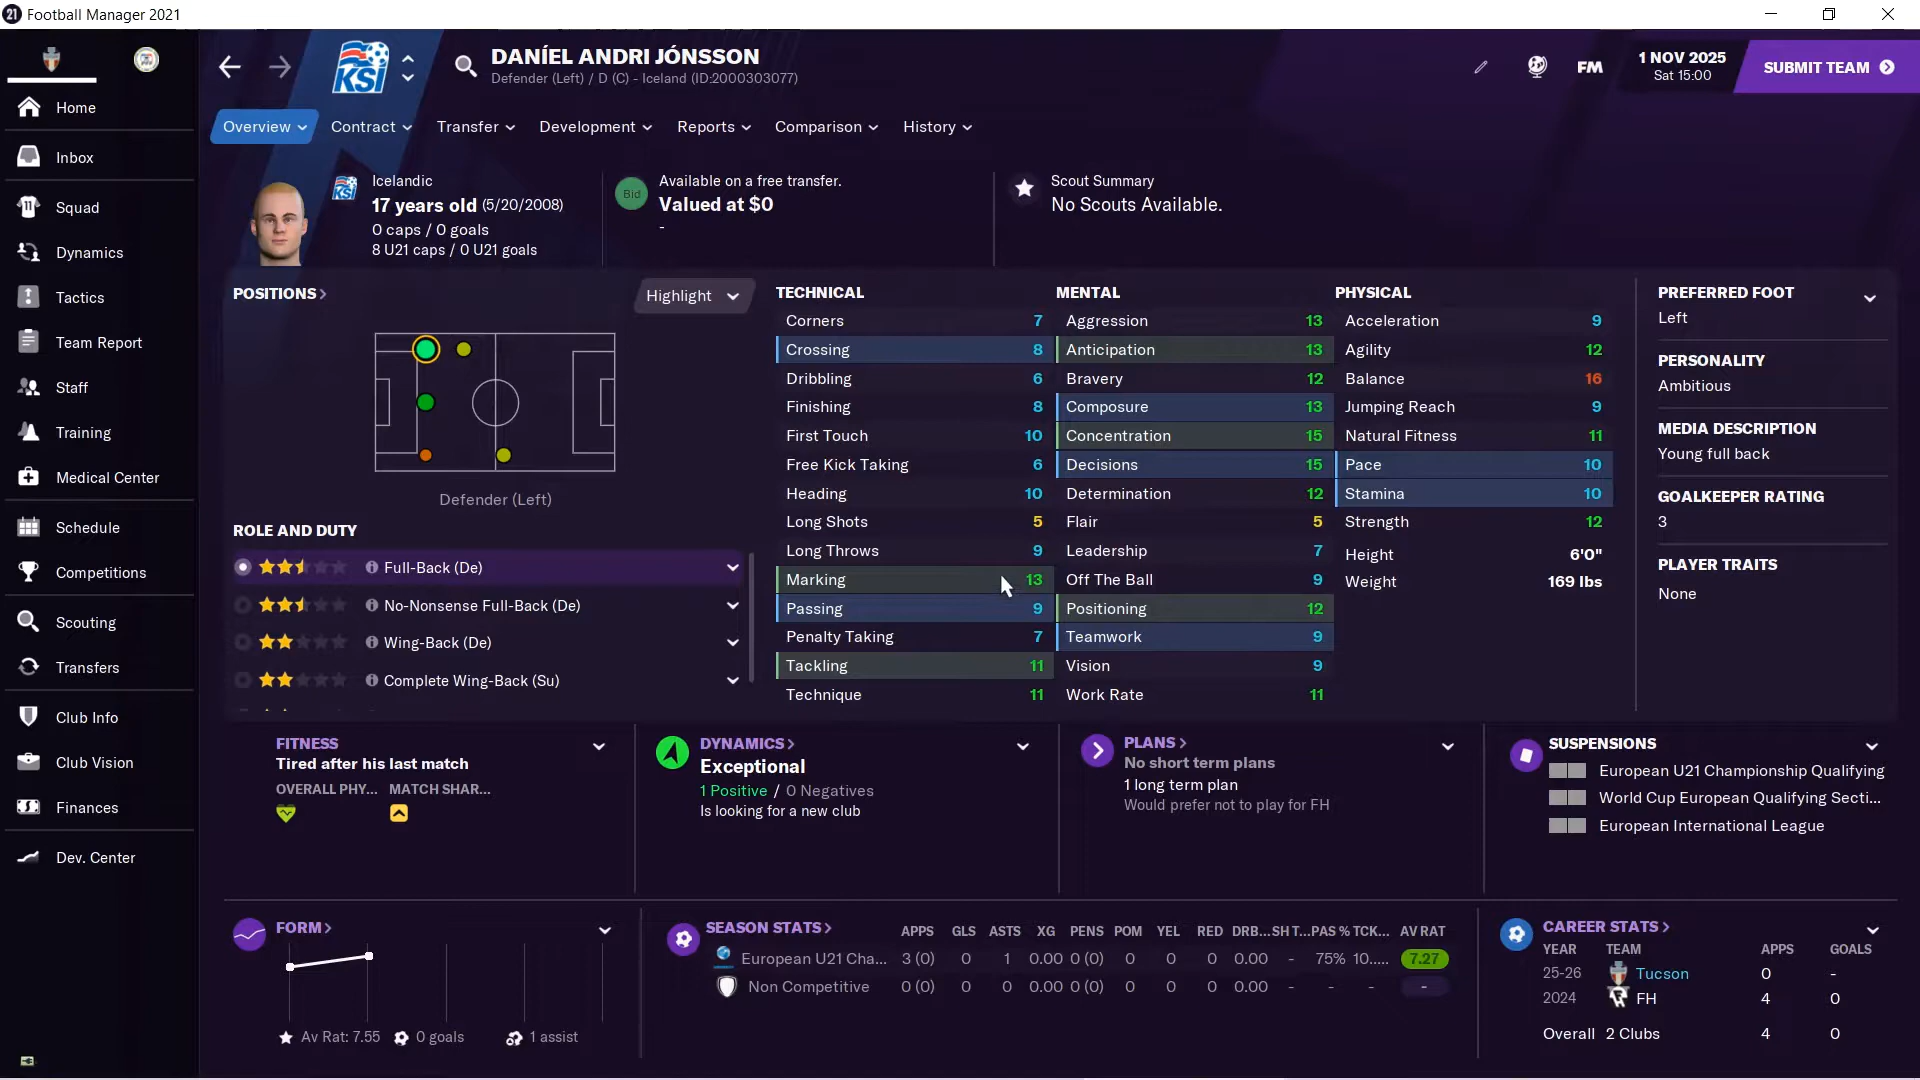 21 Football Manager 2021
KSÍ
DANÍEL ANDRI JÓNSSON
Defender (Left) / D (C) - Iceland (ID:2000303077)
FM
1 NOV 2025
Sat 15:00
SUBMIT TEAM
Home
Inbox
Squad
Dynamics
Tactics
Team Report
Staff
Training
Medical Center
Schedule
Competitions
Scouting
Transfers
Club Info
Club Vision
Finances
Dev. Center
Overview
Contract
Transfer
Development
Reports
Comparison
History
Icelandic
17 years old (5/20/2008)
0 caps / 0 goals
8 U21 caps / 0 U21 goals
Bid
Available on a free transfer.
Valued at $0
-
Scout Summary
No Scouts Available.
POSITIONS
Highlight
Defender (Left)
ROLE AND DUTY
Full-Back (De)
No-Nonsense Full-Back (De)
Wing-Back (De)
Complete Wing-Back (Su)
TECHNICAL
Corners 7
Crossing 8
Dribbling 6
Finishing 8
First Touch 10
Free Kick Taking 6
Heading 10
Long Shots 5
Long Throws 9
Marking 13
Passing 9
Penalty Taking 7
Tackling 11
Technique 11
MENTAL
Aggression 13
Anticipation 13
Bravery 12
Composure 13
Concentration 15
Decisions 15
Determination 12
Flair 5
Leadership 7
Off The Ball 9
Positioning 12
Teamwork 9
Vision 9
Work Rate 11
PHYSICAL
Acceleration 9
Agility 12
Balance 16
Jumping Reach 9
Natural Fitness 11
Pace 10
Stamina 10
Strength 12
Height 6'0"
Weight 169 lbs
PREFERRED FOOT
Left
PERSONALITY
Ambitious
MEDIA DESCRIPTION
Young full back
GOALKEEPER RATING
3
PLAYER TRAITS
None
FITNESS
Tired after his last match
OVERALL PHY... MATCH SHAR...
DYNAMICS
Exceptional
1 Positive / 0 Negatives
Is looking for a new club
PLANS
No short term plans
1 long term plan
Would prefer not to play for FH
SUSPENSIONS
European U21 Championship Qualifying
World Cup European Qualifying Secti...
European International League
FORM
Av Rat: 7.55 0 goals 1 assist
SEASON STATS APPS GLS ASTS XG PENS POM YEL RED DRB... SH T... PAS % TCK... AV RAT
European U21 Cha... 3 (0) 0 1 0.00 0 (0) 0 0 0 0.00 - 75% 10..... 7.27
Non Competitive 0 (0) 0 0 0.00 0 (0) 0 0 0 0.00 - - - -
CAREER STATS
YEAR TEAM APPS GOALS
25-26 Tucson 0 -
2024 FH 4 0
Overall 2 Clubs 4 0